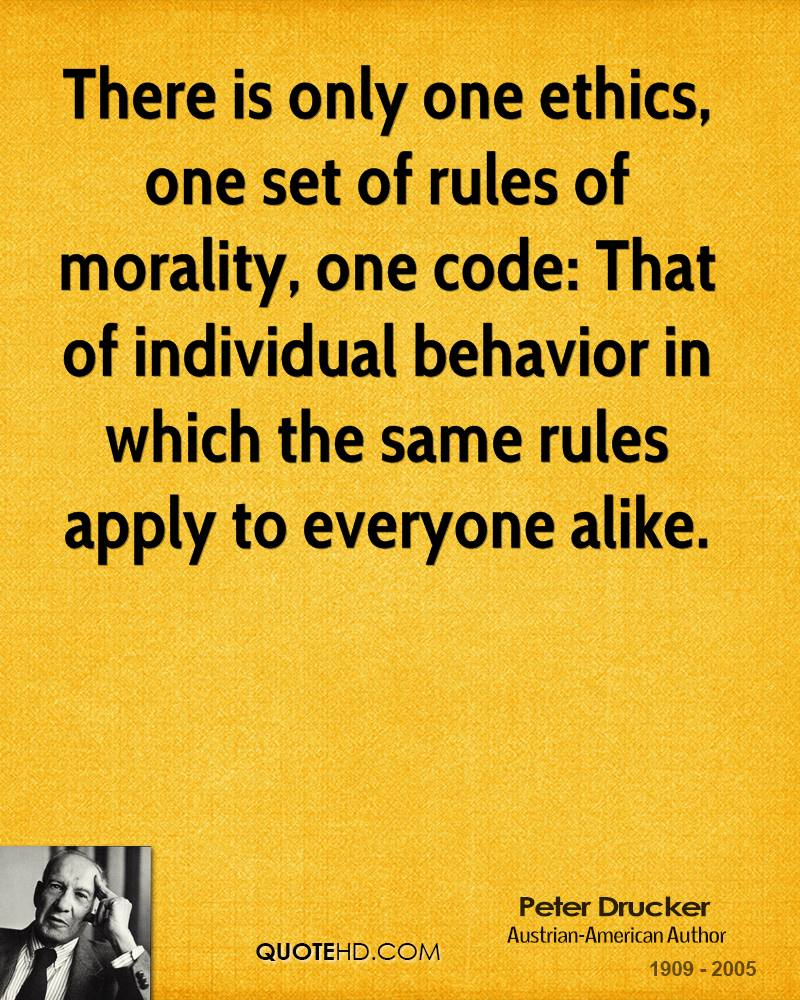 There is only one ethics,
one set of rules of
morality, one code: That
of individual behavior in
which the same rules
apply to everyone alike.
Peter Drucker
Austrian-American Author
QUOTEHD.COM
1909 - 2005